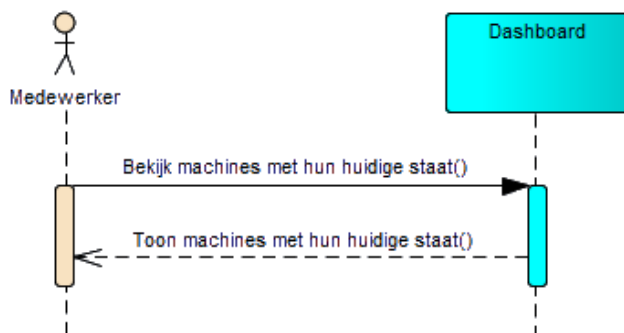 Dashboard
Medewerker
Bekijk machines met hun huidige staat()
Toon machines met hun huidige staat()